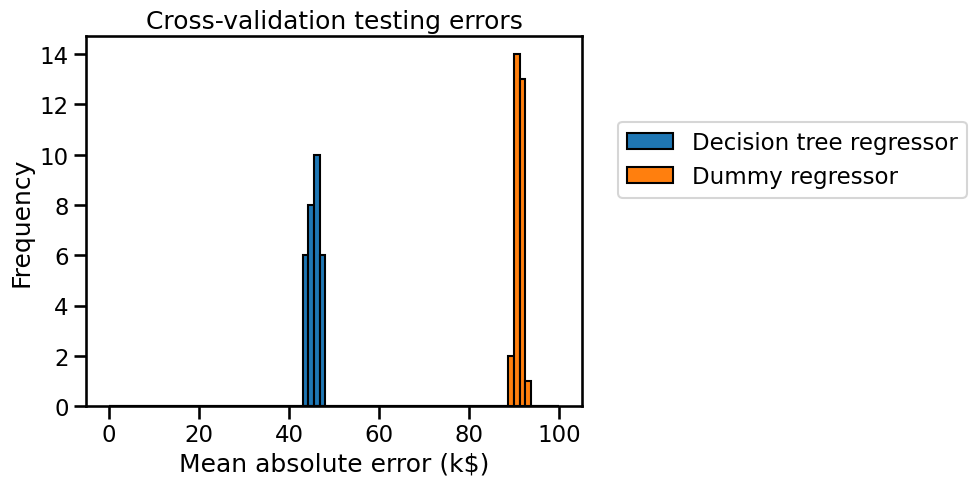 Cross-validation testing errors
14
12
10
8
6
4
2
0
Frequency
0 20 40 60 80 100
Mean absolute error (k$)
Decision tree regressor
Dummy regressor